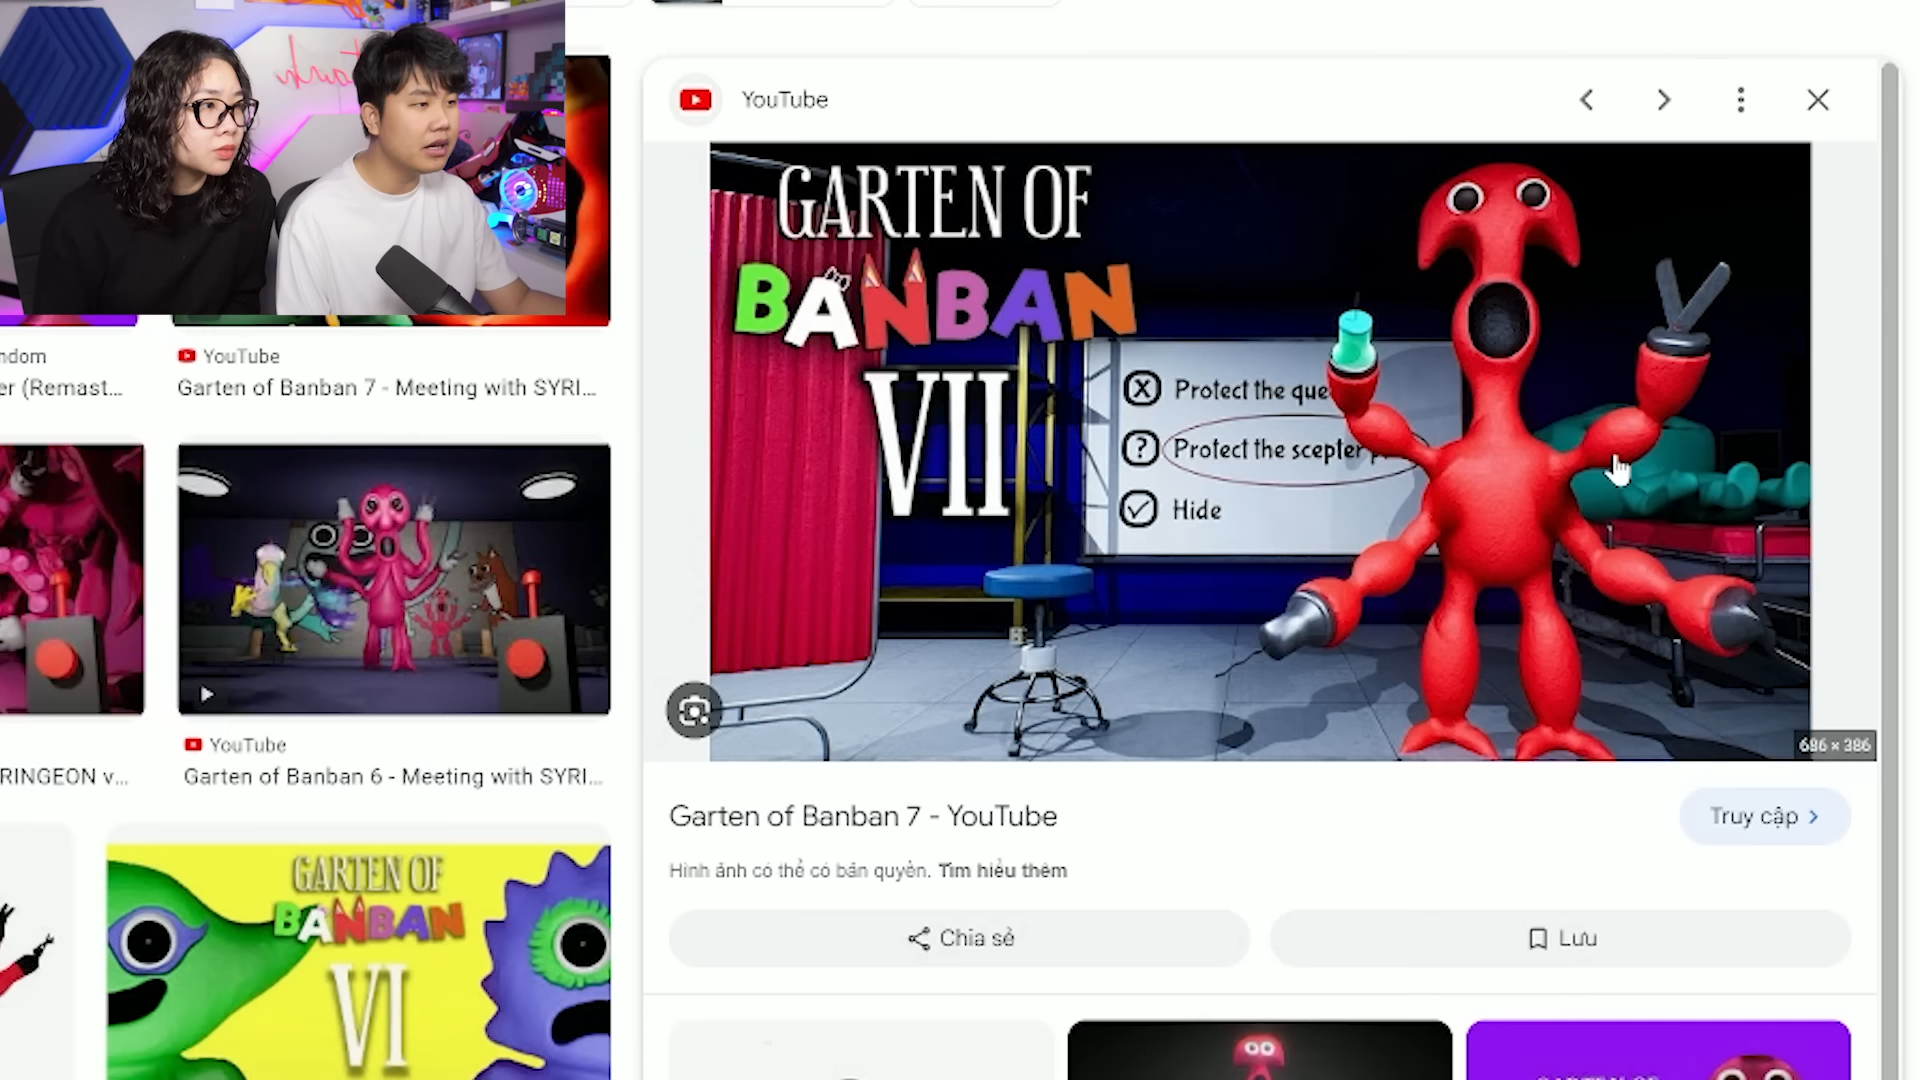 YouTube
GARTEN OF
BANBAN
VII
Protect the que
Protect the scepter
Hide
686 × 386
Garten of Banban 7 - YouTube
Truy cập
Hình ảnh có thể có bản quyền. Tìm hiểu thêm
Chia sẻ
Lưu
ndom
er (Remast...
YouTube
Garten of Banban 7 - Meeting with SYRI...
RINGEON v...
YouTube
Garten of Banban 6 - Meeting with SYRI...
GARTEN OF
BANBAN
VI